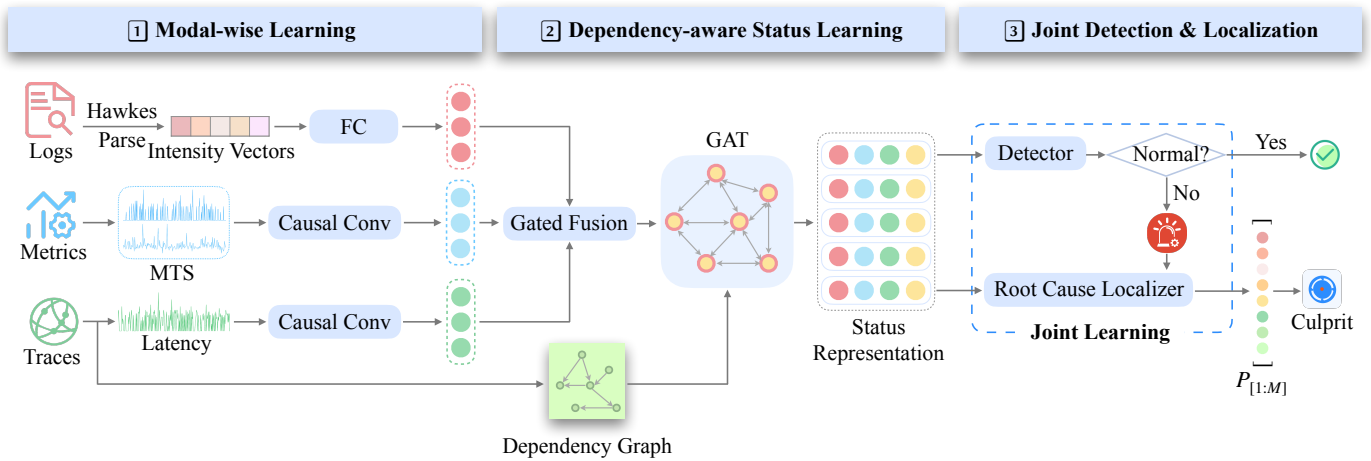 1 Modal-wise Learning
2 Dependency-aware Status Learning
3 Joint Detection & Localization
Logs
Hawkes
Parse
Intensity Vectors
FC
Metrics
MTS
Causal Conv
Traces
Latency
Causal Conv
Gated Fusion
Dependency Graph
GAT
Status
Representation
Detector
Normal?
Yes
No
Root Cause Localizer
Joint Learning
P[1:M]
Culprit